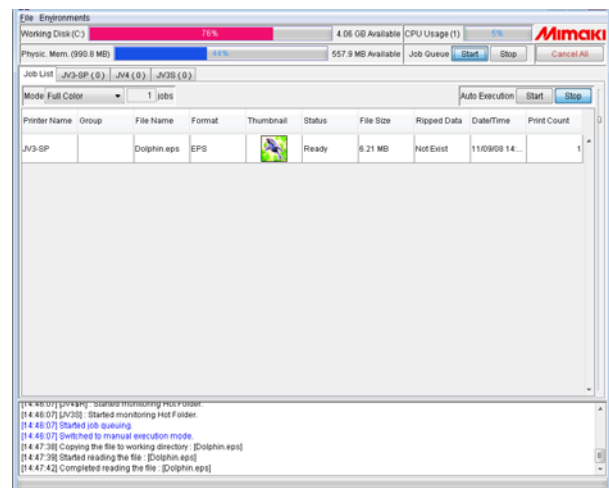 File Environments
Working Disk (C:) 76% 4.06 GB Available CPU Usage (1) 5% Mimaki
Physic. Mem. (990.8 MB) 44% 557.9 MB Available Job Queue Start Stop Cancel All
Job List JV3-SP ( 0 ) JV4 ( 0 ) JV3S ( 0 )
Mode Full Color 1 jobs Auto Execution Start Stop
Printer Name Group File Name Format Thumbnail Status File Size Ripped Data Date/Time Print Count
JV3-SP Dolphin.eps EPS Ready 6.21 MB Not Exist 11/09/08 14:... 1
: Started monitoring Hot Folder.
[14:46:07] [JV3S] : Started monitoring Hot Folder.
[14:46:07] Started job queuing.
[14:46:07] Switched to manual execution mode.
[14:47:38] Copying the file to working directory : [Dolphin.eps]
[14:47:39] Started reading the file : [Dolphin.eps]
[14:47:42] Completed reading the file : [Dolphin.eps]